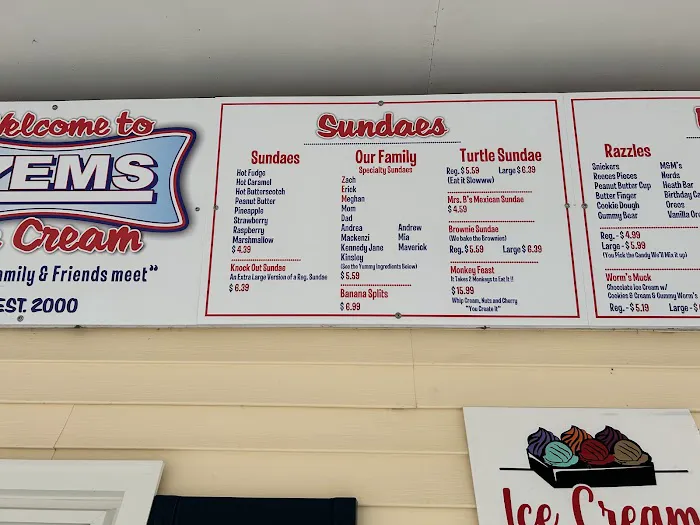 Welcome to
ZEMS
Ice Cream
Family & Friends meet"
EST. 2000
Sundaes
Sundaes
Hot Fudge
Hot Caramel
Hot Butterscotch
Peanut Butter
Pineapple
Strawberry
Raspberry
Marshmallow
$ 4.39
Knock Out Sundae
An Extra Large Version of a Reg. Sundae
$ 6.39
Our Family
Specialty Sundaes
Zach
Erick
Meghan
Mom
Dad
Andrea Andrew
Mackenzi Mia
Kennedy Jane Maverick
Kinsley
(See the Yummy Ingredients Below)
$ 5.59
Banana Splits
$ 6.99
Turtle Sundae
Reg. $ 5.59 Large $ 6.39
(Eat it Slowww)
Mrs. B's Mexican Sundae
$ 4.59
Brownie Sundae
(We bake the Brownies)
Reg. $ 5.59 Large $ 6.29
Monkey Feast
It Takes 2 Monkeys to Eat It !!
$ 15.99
Whip Cream, Nuts and Cherry
"You Create It"
Razzles
Snickers M&M's
Reeces Pieces Nerds
Peanut Butter Cup Heath Bar
Butter Finger Birthday
Cookie Dough Oreos
Gummy Bear Vanilla
Reg. - $ 4.99
Large - $ 5.99
(You Pick the Candy We'll Mix it up)
Worm's Muck
Chocolate Ice Cream w/
Cookies & Cream & Gummy Worm's
Reg. - $ 5.19 Large - $
Ice Cream